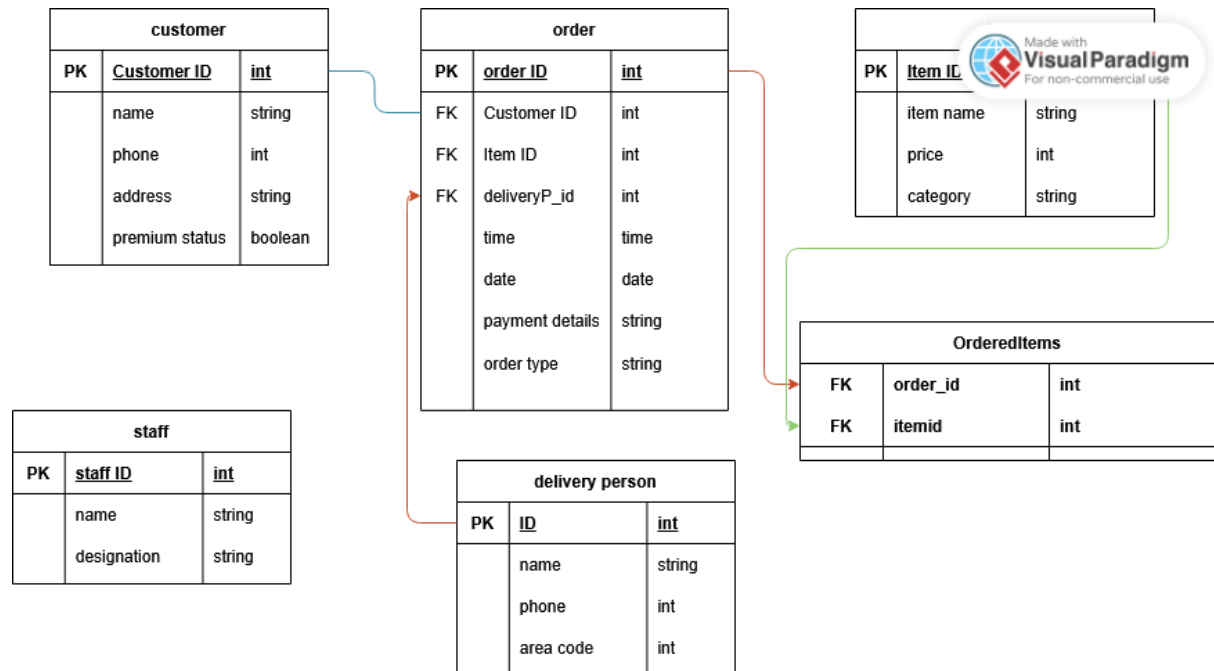 customer
PK Customer ID int
name string
phone int
address string
premium status boolean
order
PK order ID int
FK Customer ID int
FK Item ID int
FK deliveryP_id int
time time
date date
payment details string
order type string
Made with
Visual Paradigm
For non-commercial use
PK Item ID
item name string
price int
category string
OrderedItems
FK order_id int
FK itemid int
staff
PK staff ID int
name string
designation string
delivery person
PK ID int
name string
phone int
area code int